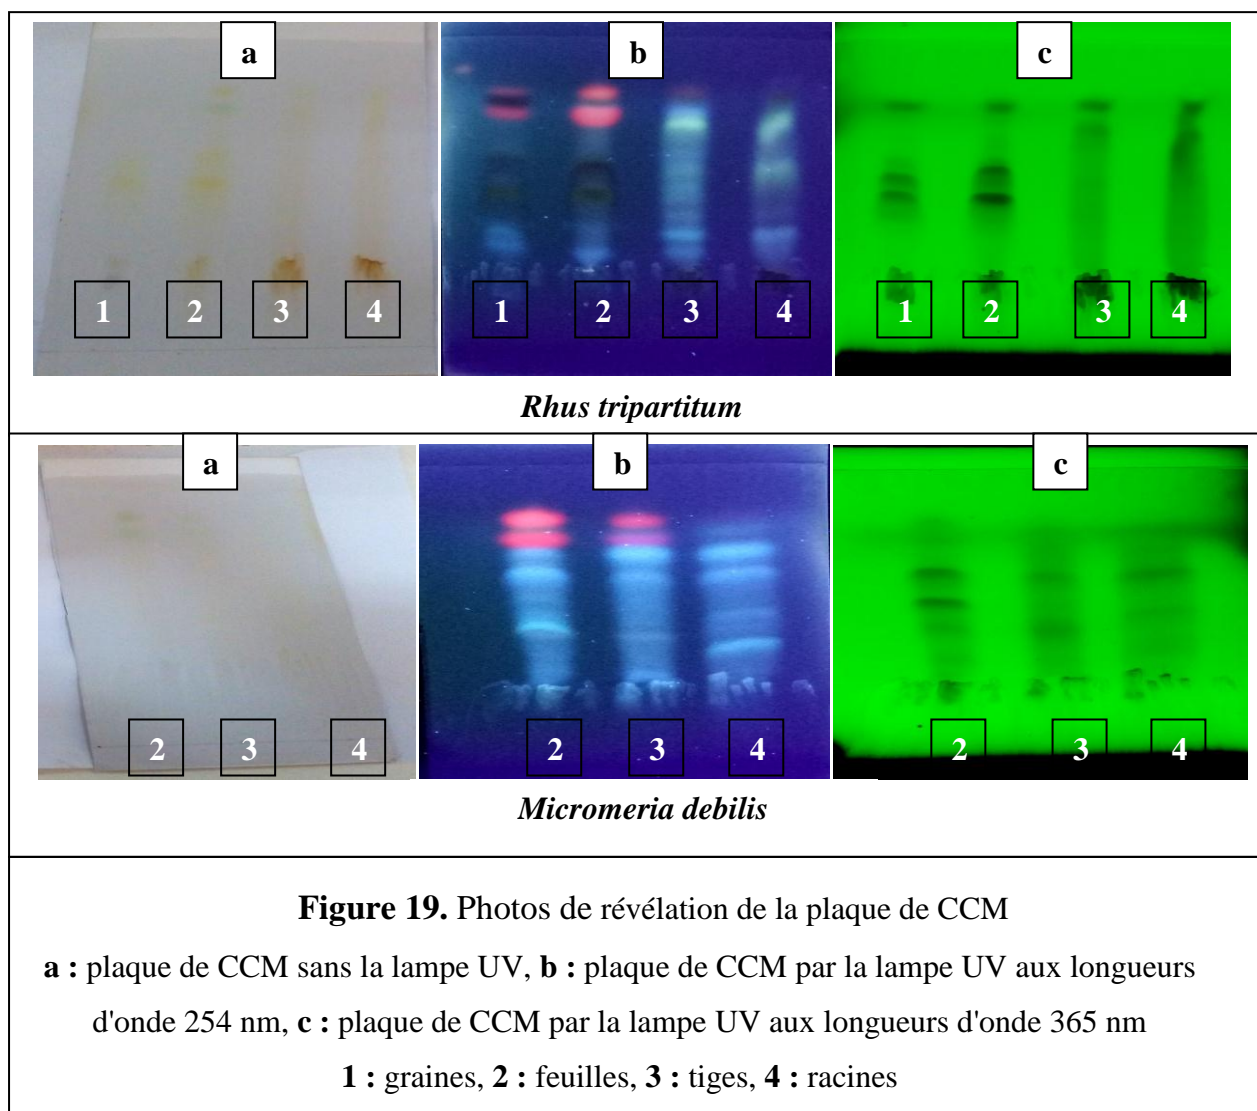 a b c
1 2 3 4 1 2 3 4 1 2 3 4
Rhus tripartitum
a b c
2 3 4 2 3 4 2 3 4
Micromeria debilis
Figure 19. Photos de révélation de la plaque de CCM
a : plaque de CCM sans la lampe UV, b : plaque de CCM par la lampe UV aux longueurs
d'onde 254 nm, c : plaque de CCM par la lampe UV aux longueurs d'onde 365 nm
1 : graines, 2 : feuilles, 3 : tiges, 4 : racines